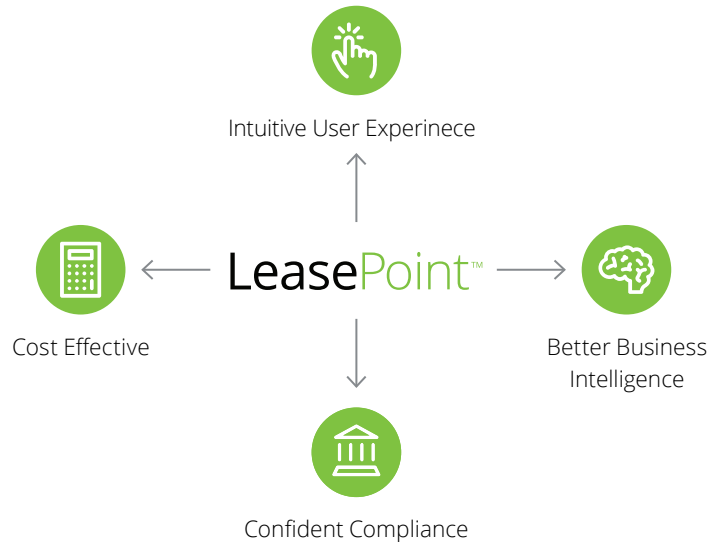 Intuitive User Experinece
LeasePoint™
Cost Effective
Better Business
Intelligence
Confident Compliance